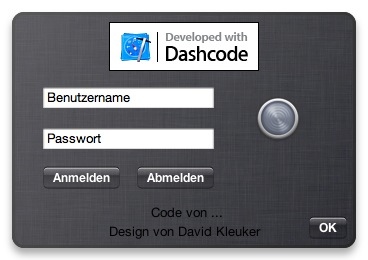 Developed with
Dashcode
Benutzername
Passwort
Anmelden Abmelden
Code von ...
Design von David Kleuker
OK